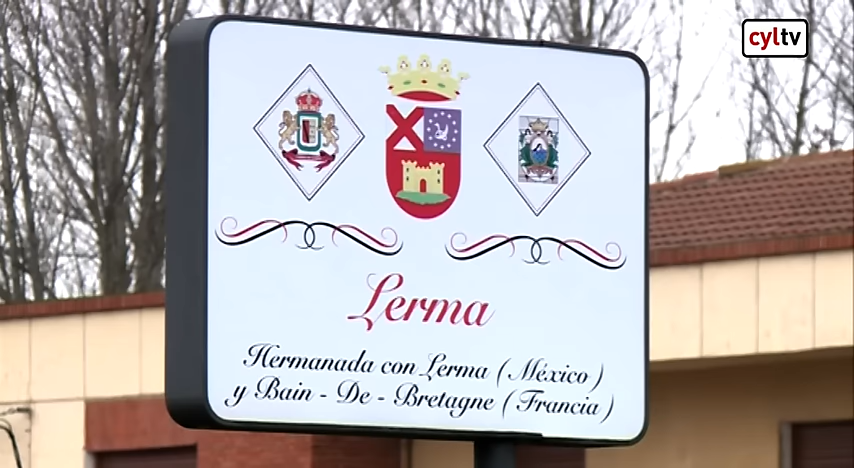 cyltv
Lerma
Hermanada con Lerma ( México )
y Bain - De - Bretagne ( Francia )